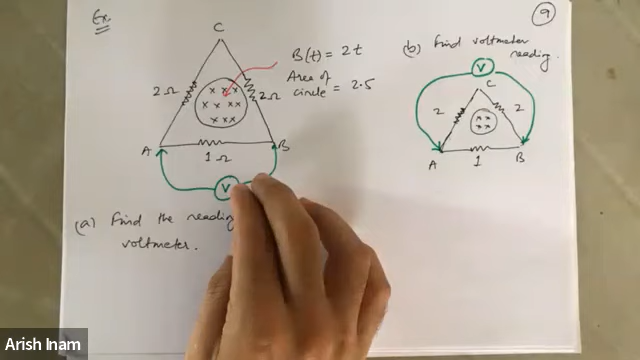 Ex.
9
C
B(t) = 2t
Area of
circle = 2.5
2 Ω
2 Ω
x x x
x x x x
x x x
A
B
1 Ω
V
(a) Find the reading
voltmeter.
(b) Find voltmeter
reading.
V
C
2
2
x x
x x
A
B
1
Arish Inam